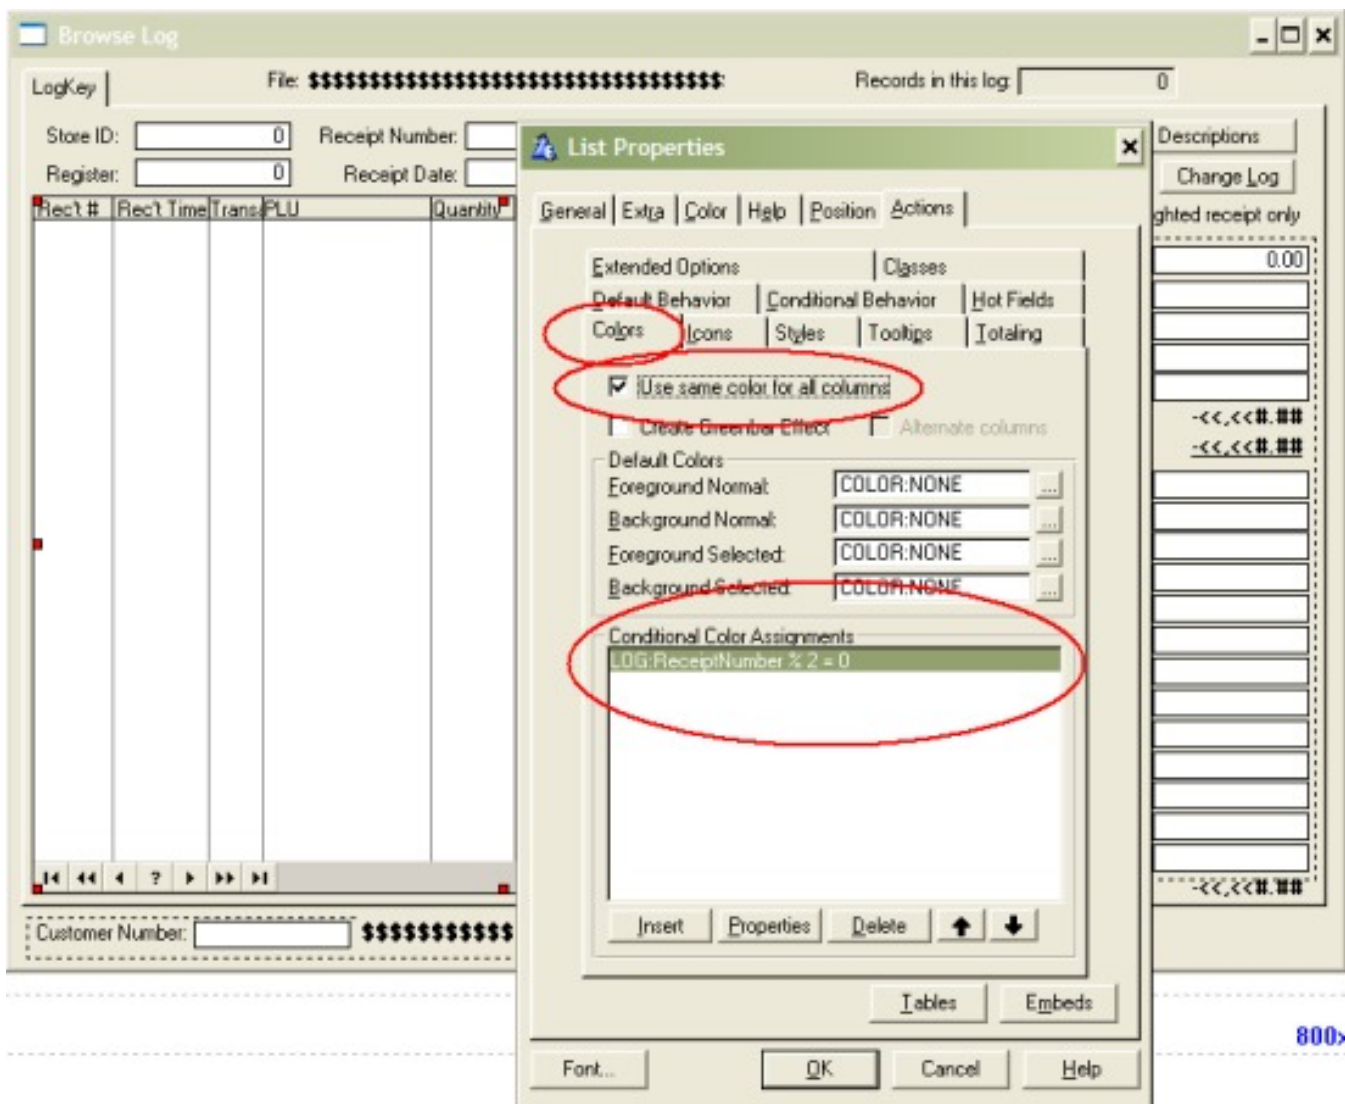 Browse Log
LogKey
File: $$$$$$$$$$$$$$$$$$$$$$$$$$$$$$$$$$
Records in this log: 0
Store ID: 0
Receipt Number:
Register: 0
Receipt Date:
Rec't # Rec't Time Trans PLU Quantity
Descriptions
Change Log
ghted receipt only
0.00
-<<,<<#.##
-<<,<<#.##
-<<,<<#.##
?
Customer Number: $$$$$$$$$$$
List Properties
General Extra Color Help Position Actions
Extended Options Classes
Default Behavior Conditional Behavior Hot Fields
Colors Icons Styles Tooltips Totaling
Use same color for all columns
Create Greenbar Effect Alternate columns
Default Colors
Foreground Normal: COLOR:NONE ...
Background Normal: COLOR:NONE ...
Foreground Selected: COLOR:NONE ...
Background Selected: COLOR:NONE ...
Conditional Color Assignments
LOG:ReceiptNumber % 2 = 0
Insert Properties Delete
Tables Embeds
Font... OK Cancel Help
800x